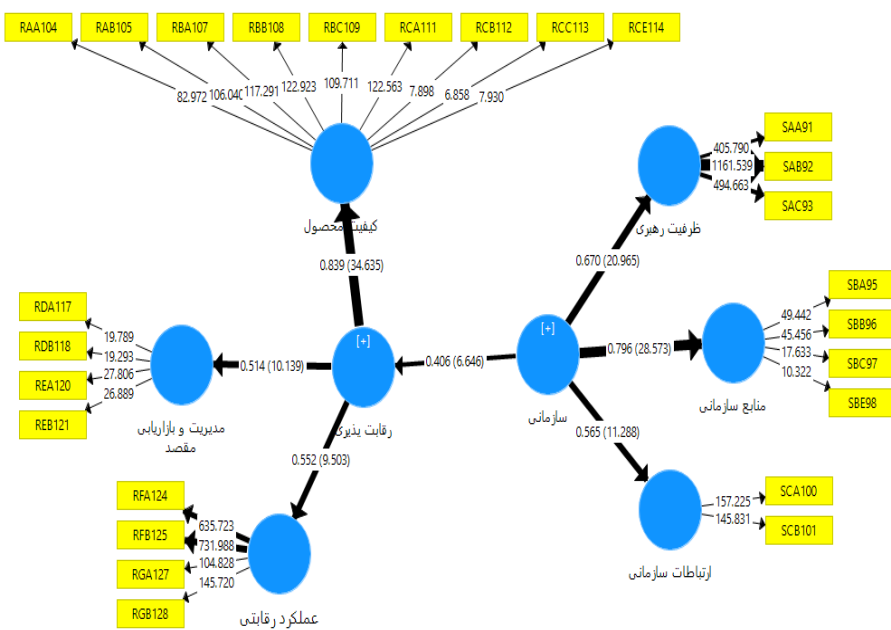 RAA104
RAB105
RBA107
RBB108
RBC109
RCA111
RCB112
RCC113
RCE114
82.972
106.040
117.291
122.923
109.711
122.563
7.898
6.858
7.930
کیفیت محصول
0.839 (34.635)
SAA91
SAB92
SAC93
405.790
1161.539
494.663
ظرفیت رهبری
0.670 (20.965)
RDA117
RDB118
REA120
REB121
19.789
19.293
27.806
26.889
مدیریت و بازاریابی
مقصد
0.514 (10.139)
[+]
رقابت پذیری
0.406 (6.646)
[+]
سازمانی
0.796 (28.573)
SBA95
SBB96
SBC97
SBE98
49.442
45.456
17.633
10.322
منابع سازمانی
0.552 (9.503)
0.565 (11.288)
RFA124
RFB125
RGA127
RGB128
635.723
731.988
104.828
145.720
عملکرد رقابتی
SCA100
SCB101
157.225
145.831
ارتباطات سازمانی